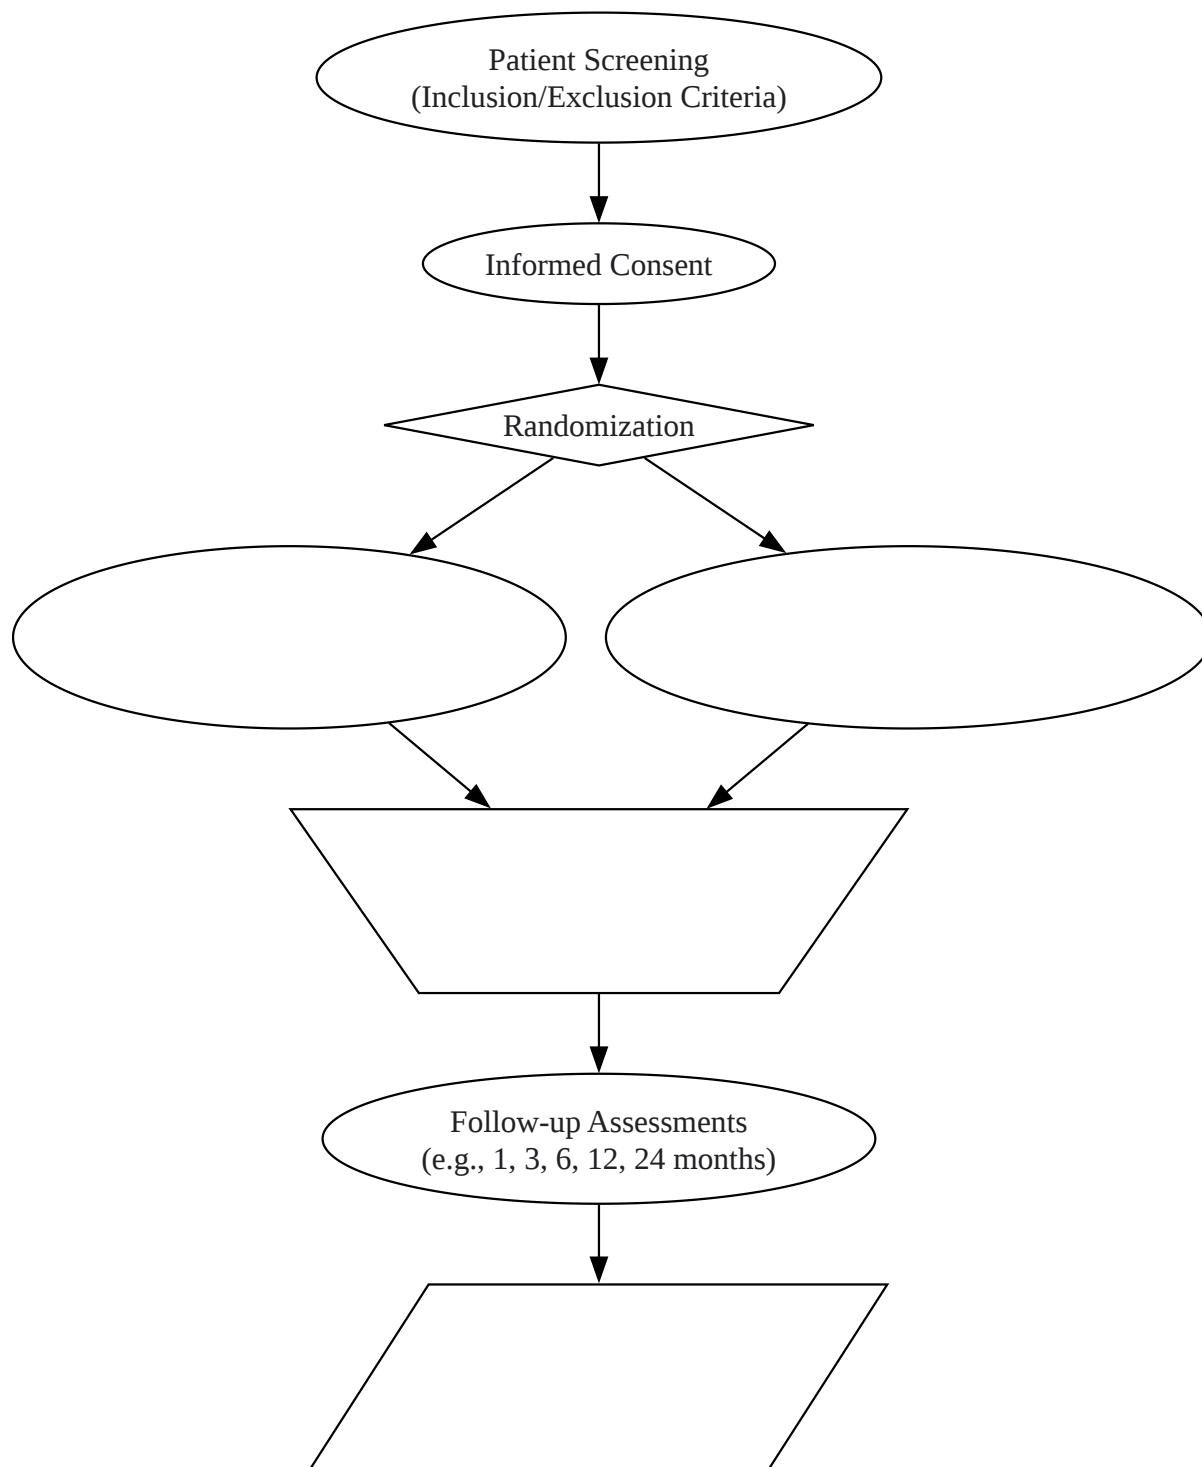 Patient Screening
(Inclusion/Exclusion Criteria)
Informed Consent
Randomization
Follow-up Assessments
(e.g., 1, 3, 6, 12, 24 months)